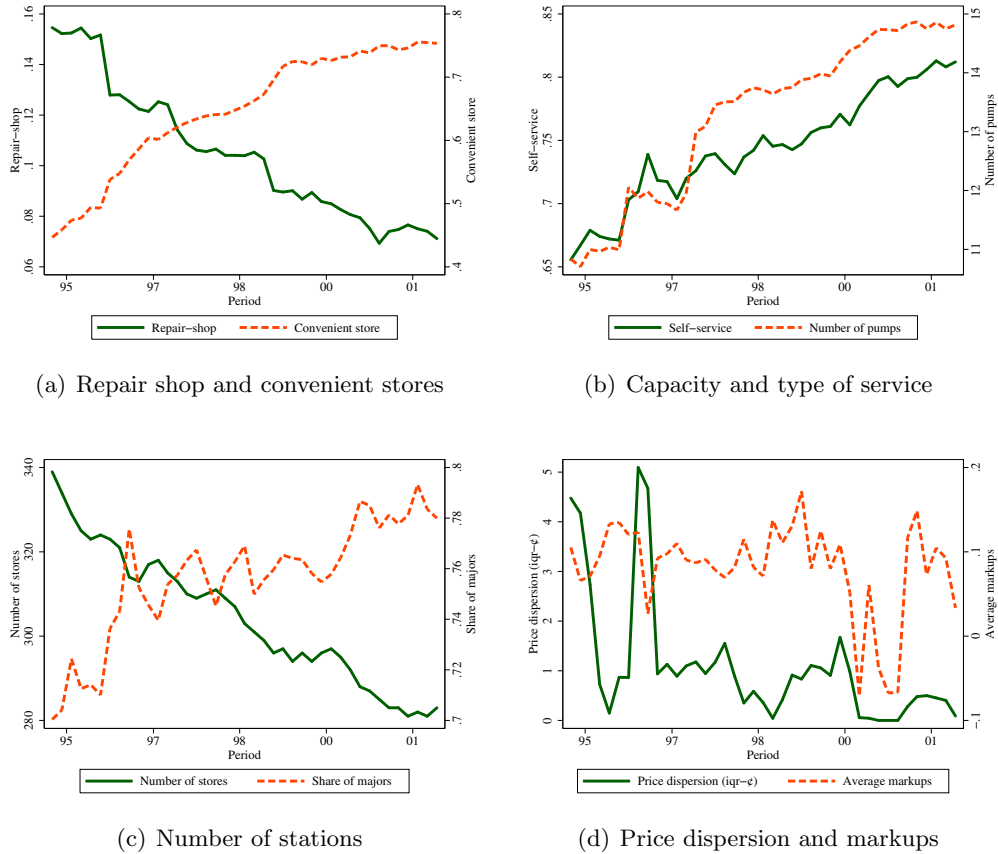 .16
.14
.12
.1
.08
.06
Repair-shop
.8
.7
.6
.5
.4
Convenient store
95 97 98 00 01
Period
Repair-shop Convenient store
(a) Repair shop and convenient stores
.85
.8
.75
.7
.65
Self-service
15
14
13
12
11
Number of pumps
95 97 98 00 01
Period
Self-service Number of pumps
(b) Capacity and type of service
340
320
300
280
Number of stores
.8
.78
.76
.74
.72
.7
Share of majors
95 97 98 00 01
Period
Number of stores Share of majors
(c) Number of stations
5
4
3
2
1
0
Price dispersion (iqr-¢)
.2
.1
0
-.1
Average markups
95 97 98 00 01
Period
Price dispersion (iqr-¢) Average markups
(d) Price dispersion and markups